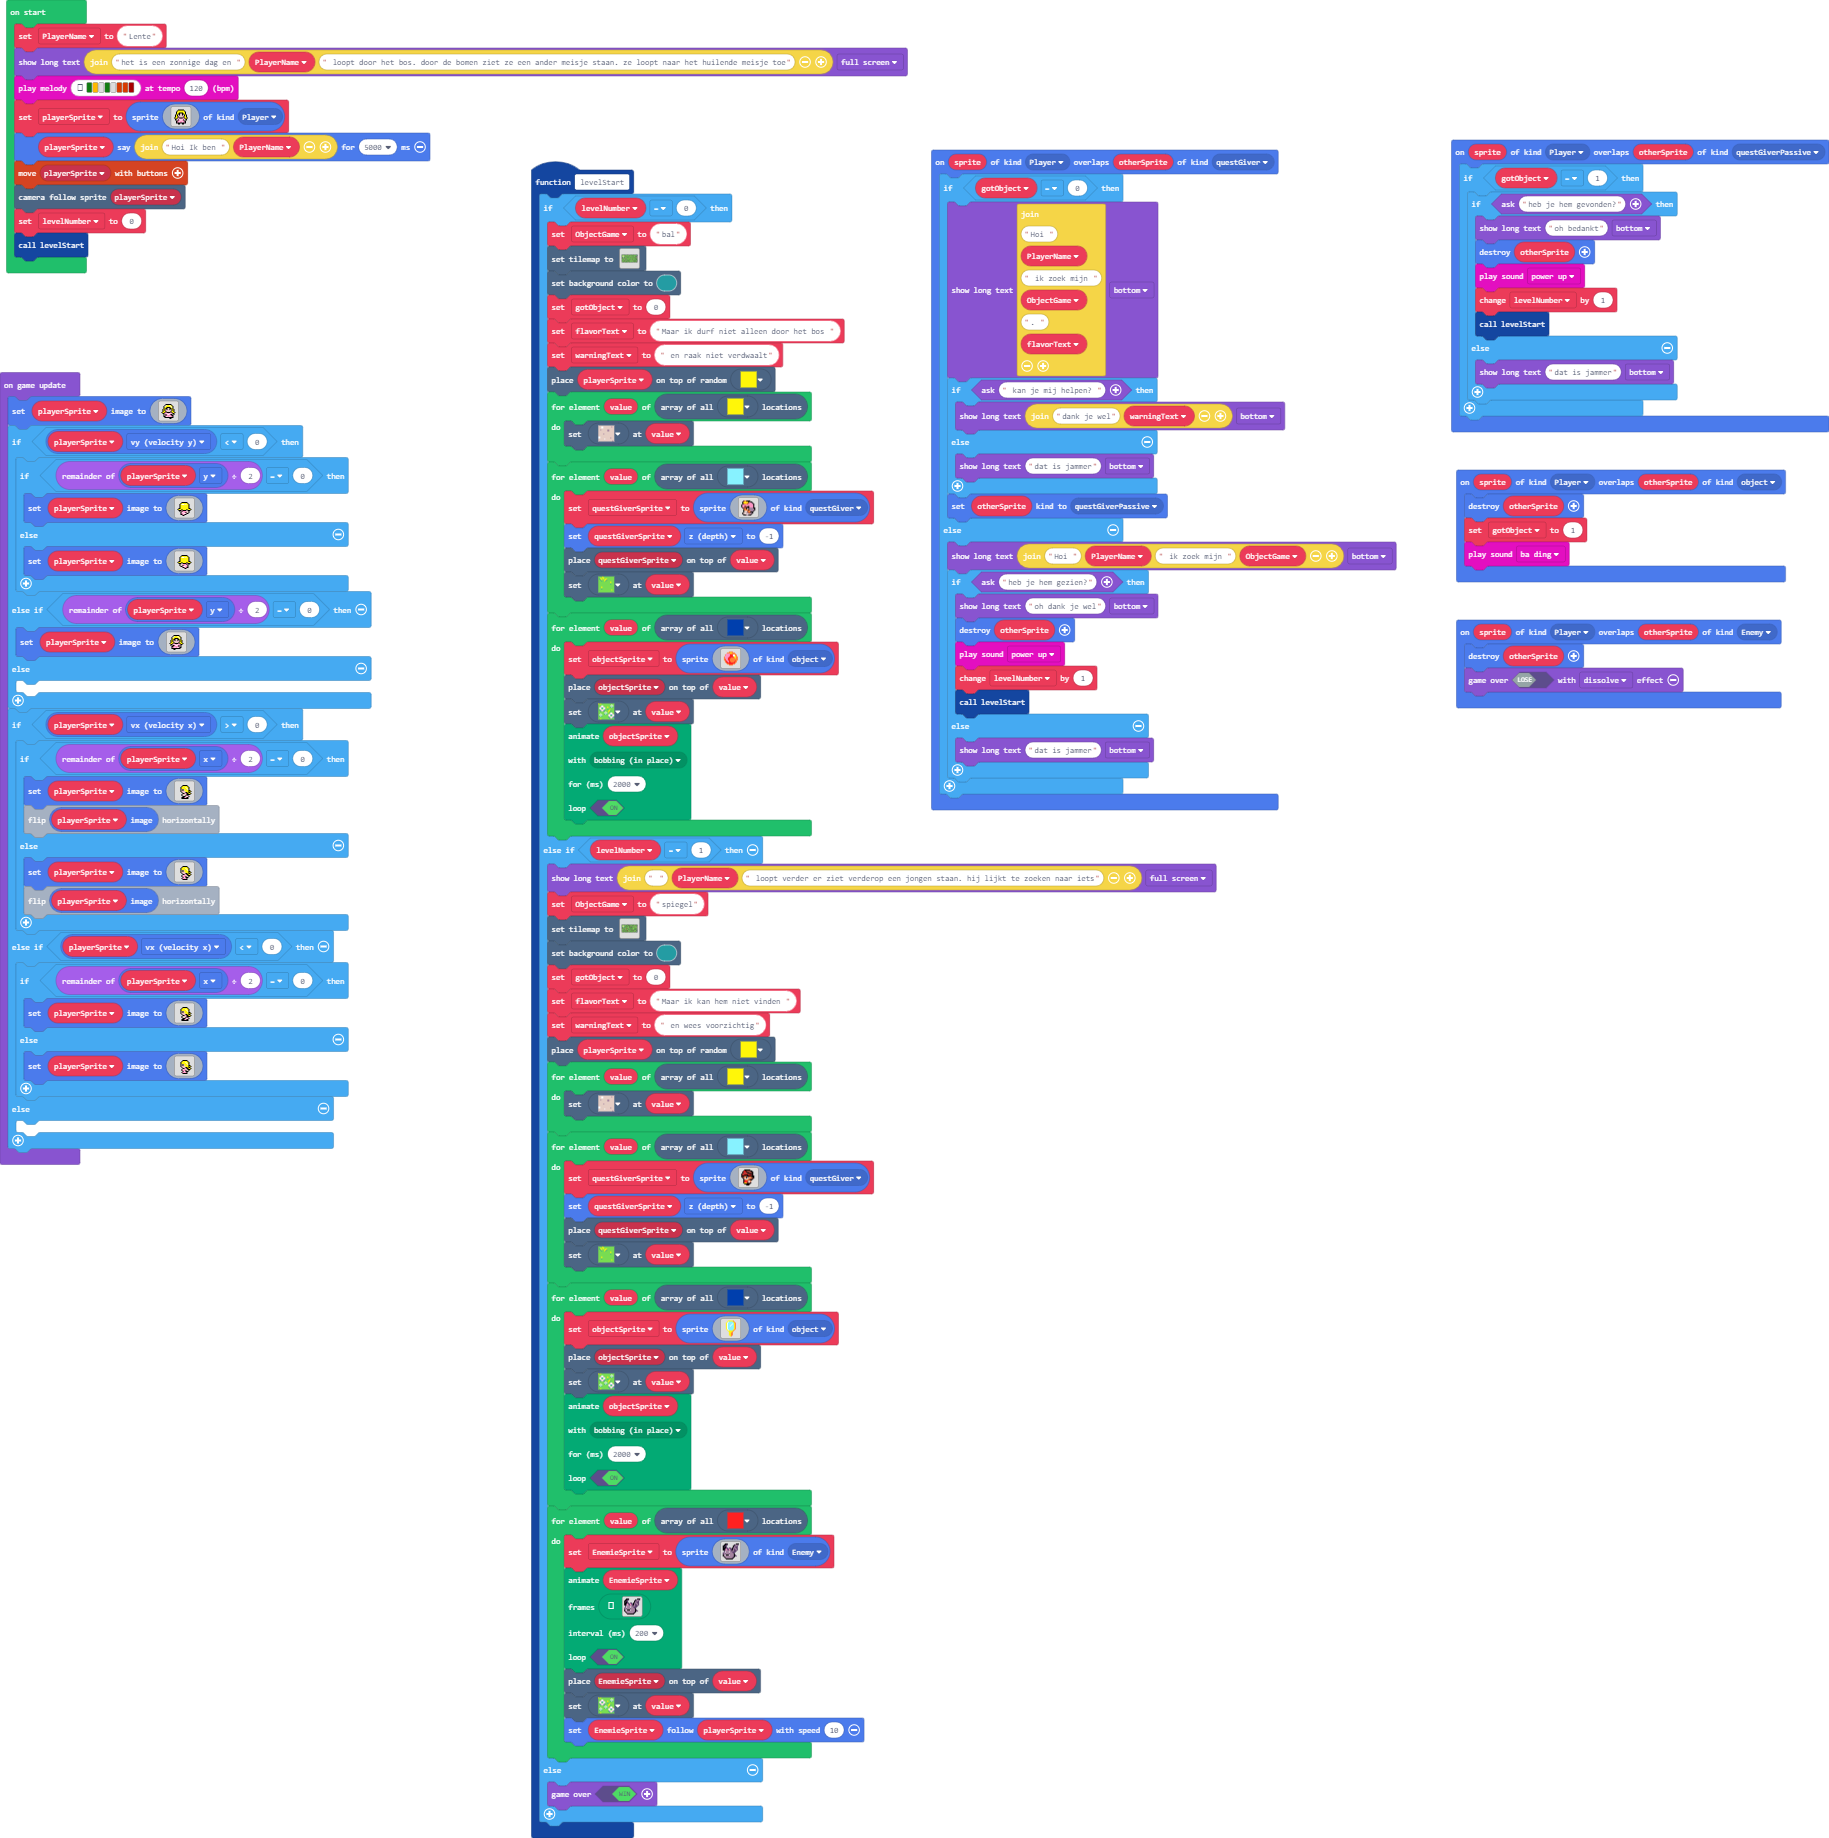 on start
set PlayerName to "Lente"
show long text join "het is een zonnige dag en " PlayerName " loopt door het bos. door de bomen ziet ze een ander meisje staan. ze loopt naar het huilende meisje toe" full screen
play melody at tempo 120 (bpm)
set playerSprite to sprite of kind Player
playerSprite say join "Hoi Ik ben " PlayerName for 5000 ms
move playerSprite with buttons
camera follow sprite playerSprite
set levelNumber to 0
call levelStart
on game update
set playerSprite image to
if playerSprite vy (velocity y) < 0 then
if remainder of playerSprite y ÷ 2 = 0 then
set playerSprite image to
else
set playerSprite image to
else if remainder of playerSprite y ÷ 2 = 0 then
set playerSprite image to
else
if playerSprite vx (velocity x) > 0 then
if remainder of playerSprite x ÷ 2 = 0 then
set playerSprite image to
flip playerSprite image horizontally
else
set playerSprite image to
flip playerSprite image horizontally
else if playerSprite vx (velocity x) < 0 then
if remainder of playerSprite x ÷ 2 = 0 then
set playerSprite image to
else
set playerSprite image to
else
function levelStart
if levelNumber = 0 then
set ObjectGame to "bal"
set tilemap to
set background color to
set gotObject to 0
set flavorText to "Maar ik durf niet alleen door het bos "
set warningText to " en raak niet verdwaalt"
place playerSprite on top of random
for element value of array of all locations
do set at value
for element value of array of all locations
do set questGiverSprite to sprite of kind questGiver
set questGiverSprite z (depth) to -1
place questGiverSprite on top of value
set at value
for element value of array of all locations
do set objectSprite to sprite of kind object
place objectSprite on top of value
set at value
animate objectSprite
with bobbing (in place)
for (ms) 2000
loop ON
else if levelNumber = 1 then
show long text join " " PlayerName " loopt verder er ziet verderop een jongen staan. hij lijkt te zoeken naar iets" full screen
set ObjectGame to "spiegel"
set tilemap to
set background color to
set gotObject to 0
set flavorText to "Maar ik kan hem niet vinden "
set warningText to " en wees voorzichtig"
place playerSprite on top of random
for element value of array of all locations
do set at value
for element value of array of all locations
do set questGiverSprite to sprite of kind questGiver
set questGiverSprite z (depth) to -1
place questGiverSprite on top of value
set at value
for element value of array of all locations
do set objectSprite to sprite of kind object
place objectSprite on top of value
set at value
animate objectSprite
with bobbing (in place)
for (ms) 2000
loop ON
for element value of array of all locations
do set EnemieSprite to sprite of kind Enemy
animate EnemieSprite
frames
interval (ms) 200
loop ON
place EnemieSprite on top of value
set at value
set EnemieSprite follow playerSprite with speed 10
else
game over WIN
on sprite of kind Player overlaps otherSprite of kind questGiver
if gotObject = 0 then
join
"Hoi "
PlayerName
" ik zoek mijn "
show long text ObjectGame bottom
". "
flavorText
if ask " kan je mij helpen? " then
show long text join "dank je wel" warningText bottom
else
show long text "dat is jammer" bottom
set otherSprite kind to questGiverPassive
else
show long text join "Hoi " PlayerName " ik zoek mijn " ObjectGame bottom
if ask "heb je hem gezien?" then
show long text "oh dank je wel" bottom
destroy otherSprite
play sound power up
change levelNumber by 1
call levelStart
else
show long text "dat is jammer" bottom
on sprite of kind Player overlaps otherSprite of kind questGiverPassive
if gotObject = 1 then
if ask "heb je hem gevonden?" then
show long text "oh bedankt" bottom
destroy otherSprite
play sound power up
change levelNumber by 1
call levelStart
else
show long text "dat is jammer" bottom
on sprite of kind Player overlaps otherSprite of kind object
destroy otherSprite
set gotObject to 1
play sound ba ding
on sprite of kind Player overlaps otherSprite of kind Enemy
destroy otherSprite
game over LOSE with dissolve effect